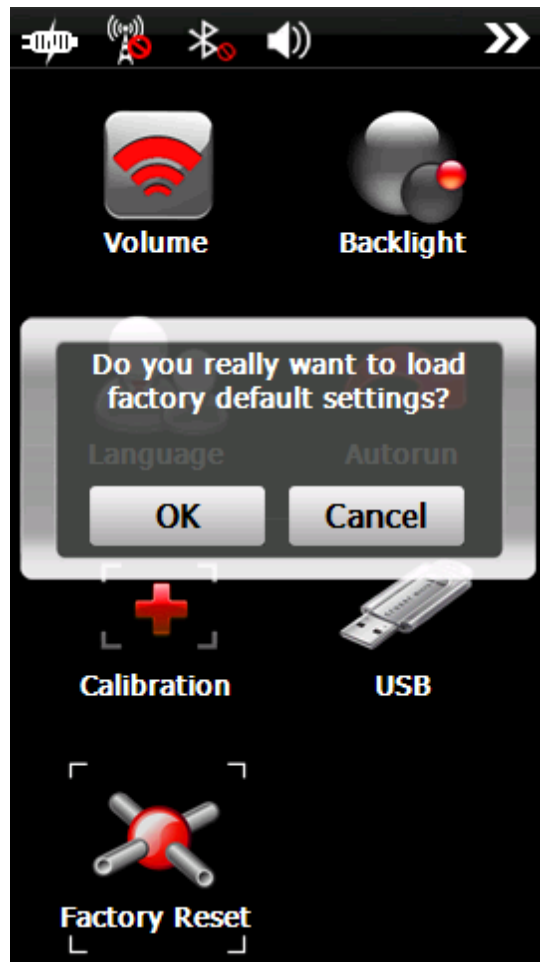 Volume
Backlight
Do you really want to load
factory default settings?
Language
Autorun
OK
Cancel
Calibration
USB
Factory Reset